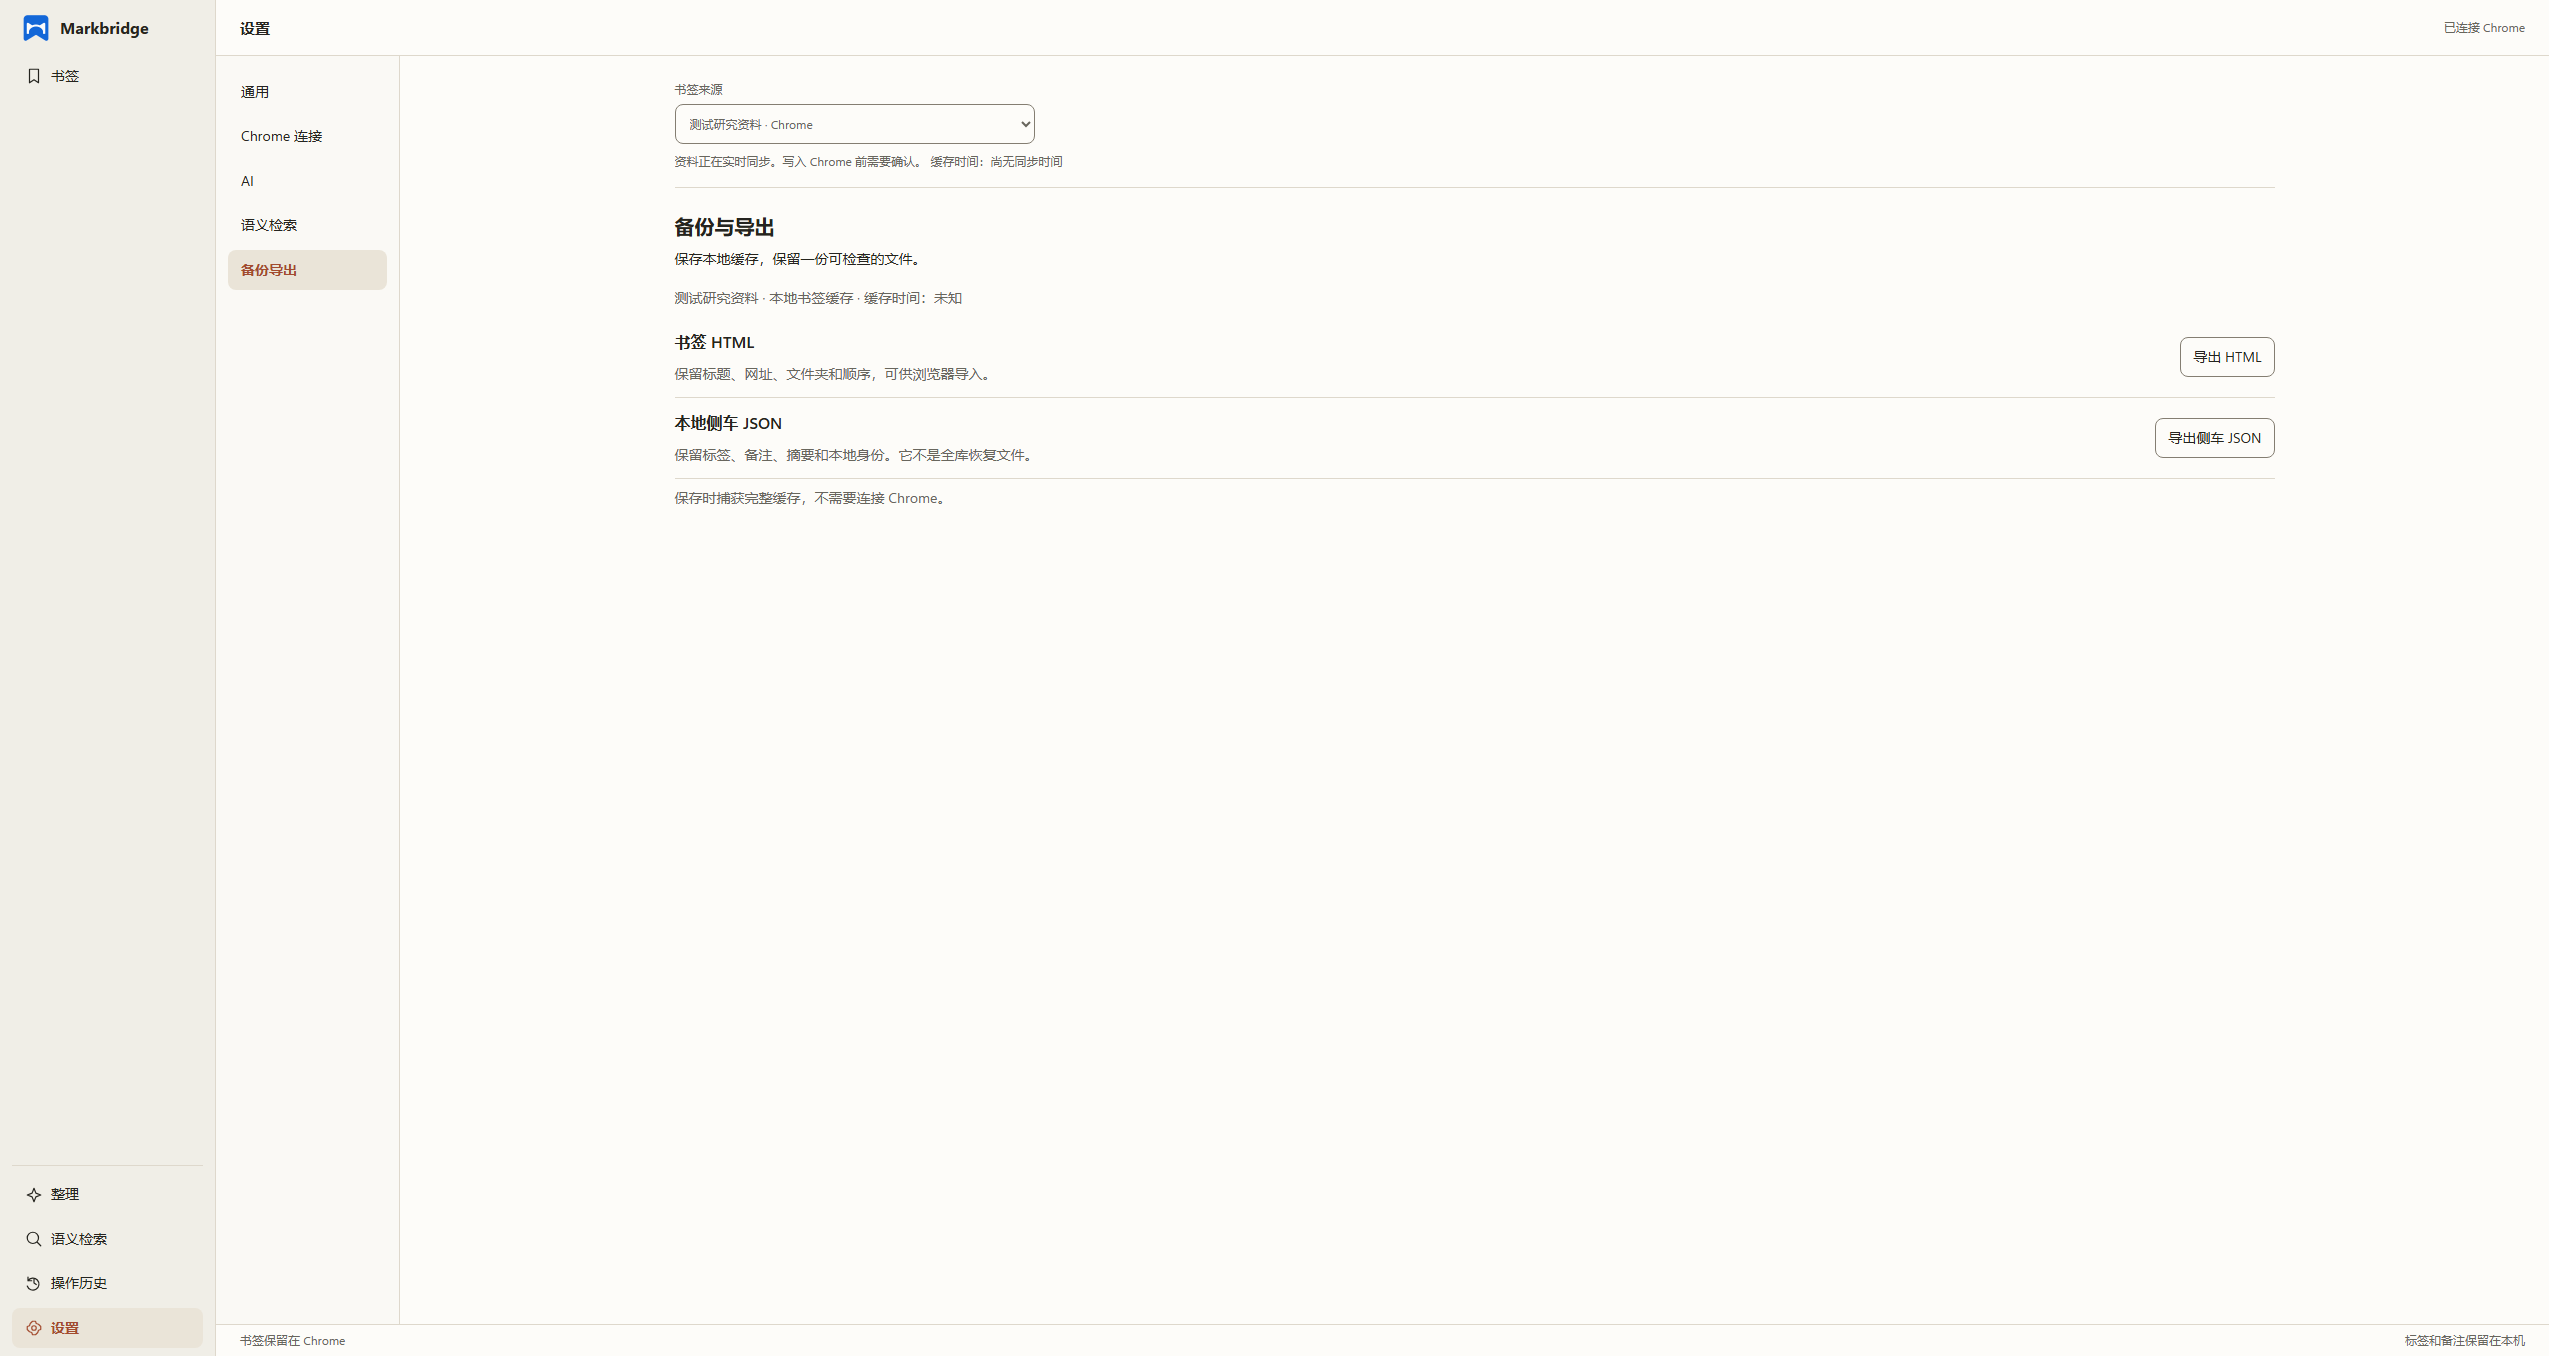 Markbridge
书签
整理
语义检索
操作历史
设置
设置
已连接 Chrome
通用
Chrome 连接
AI
语义检索
备份导出
书签来源
测试研究资料 · Chrome
资料正在实时同步。写入 Chrome 前需要确认。 缓存时间：尚无同步时间
备份与导出
保存本地缓存，保留一份可检查的文件。
测试研究资料 · 本地书签缓存 · 缓存时间：未知
书签 HTML
保留标题、网址、文件夹和顺序，可供浏览器导入。
导出 HTML
本地侧车 JSON
保留标签、备注、摘要和本地身份。它不是全库恢复文件。
导出侧车 JSON
保存时捕获完整缓存，不需要连接 Chrome。
书签保留在 Chrome
标签和备注保留在本机